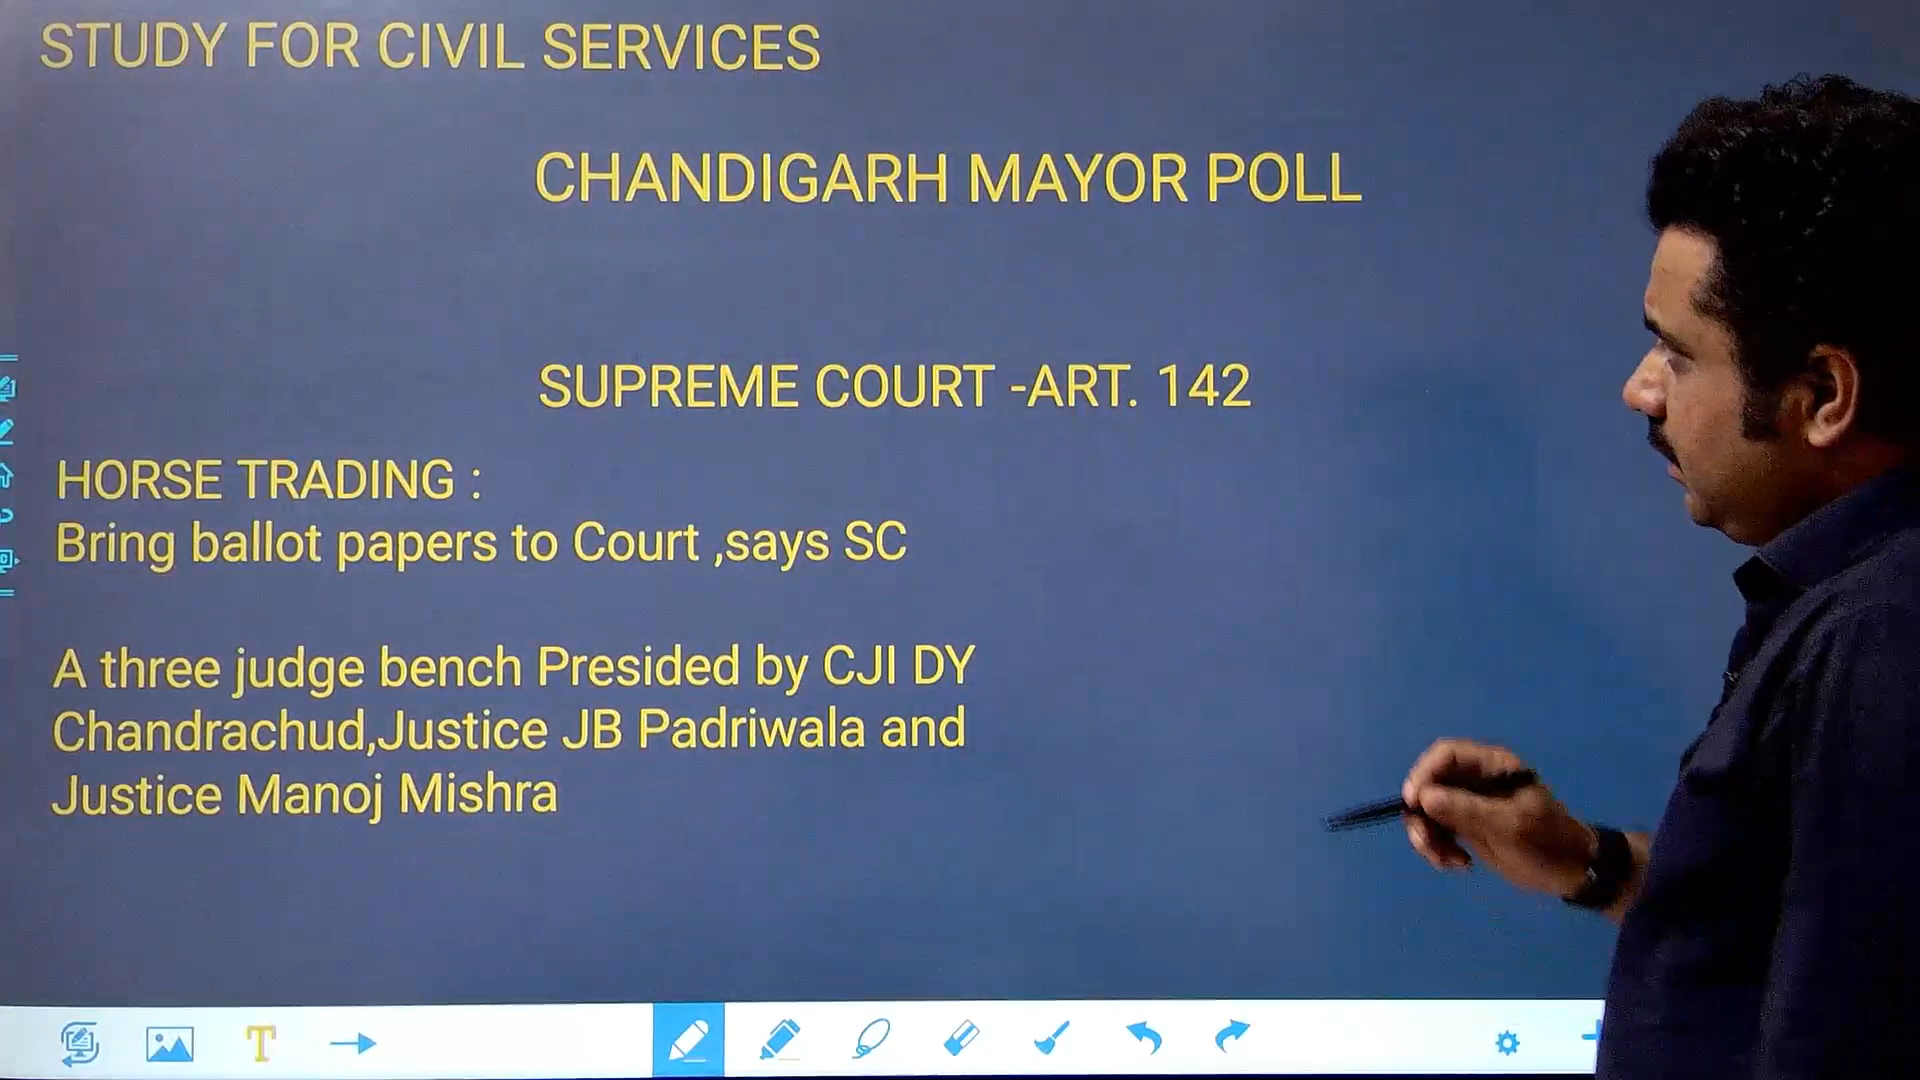 STUDY FOR CIVIL SERVICES
CHANDIGARH MAYOR POLL
SUPREME COURT -ART. 142
HORSE TRADING :
Bring ballot papers to Court ,says SC
A three judge bench Presided by CJI DY
Chandrachud,Justice JB Padriwala and
Justice Manoj Mishra